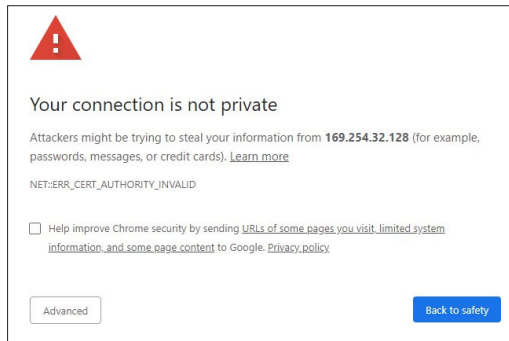 Your connection is not private
Attackers might be trying to steal your information from 169.254.32.128 (for example,
passwords, messages, or credit cards). Learn more
NET::ERR_CERT_AUTHORITY_INVALID
Help improve Chrome security by sending URLs of some pages you visit, limited system
information, and some page content to Google. Privacy policy
Advanced
Back to safety